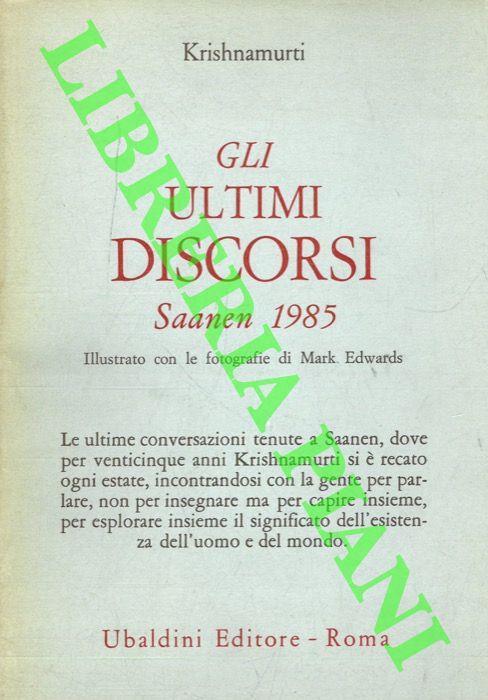 Krishnamurti
GLI
ULTIMI
DISCORSI
Saanen 1985
Illustrato con le fotografie di Mark Edwards
Le ultime conversazioni tenute a Saanen, dove
per venticinque anni Krishnamurti si è recato
ogni estate, incontrandosi con la gente per par-
lare, non per insegnare ma per capire insieme,
per esplorare insieme il significato dell'esisten-
za dell'uomo e del mondo.
Ubaldini Editore - Roma
LIBRERIA PIANI